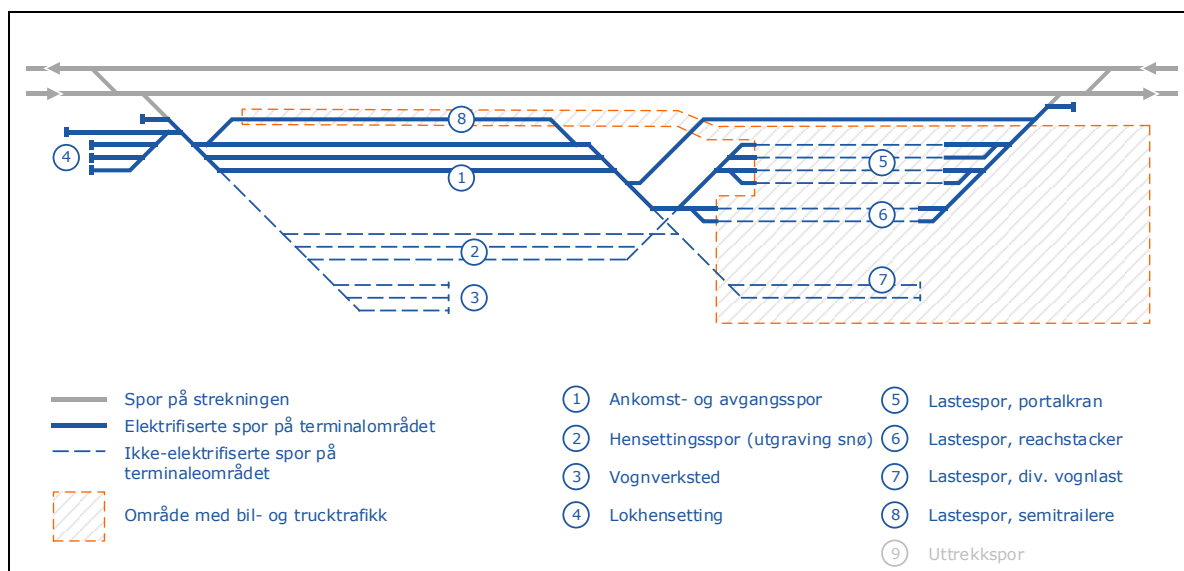 8
4
5
1
6
2
7
3
Spor på strekningen
Elektrifiserte spor på terminalområdet
Ikke-elektrifiserte spor på
terminaleområdet
Område med bil- og trucktrafikk
1 Ankomst- og avgangsspor
2 Hensettingsspor (utgraving snø)
3 Vognverksted
4 Lokhensetting
5 Lastespor, portalkran
6 Lastespor, reachstacker
7 Lastespor, div. vognlast
8 Lastespor, semitrailere
9 Uttrekkspor